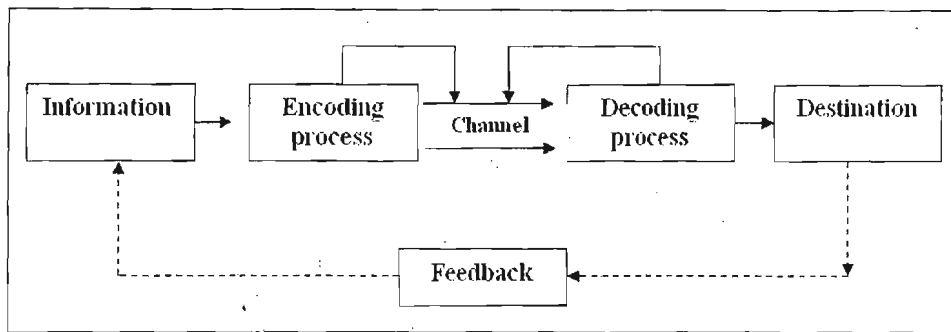 Information
Encoding
process
Channel
Decoding
process
Destination
Feedback